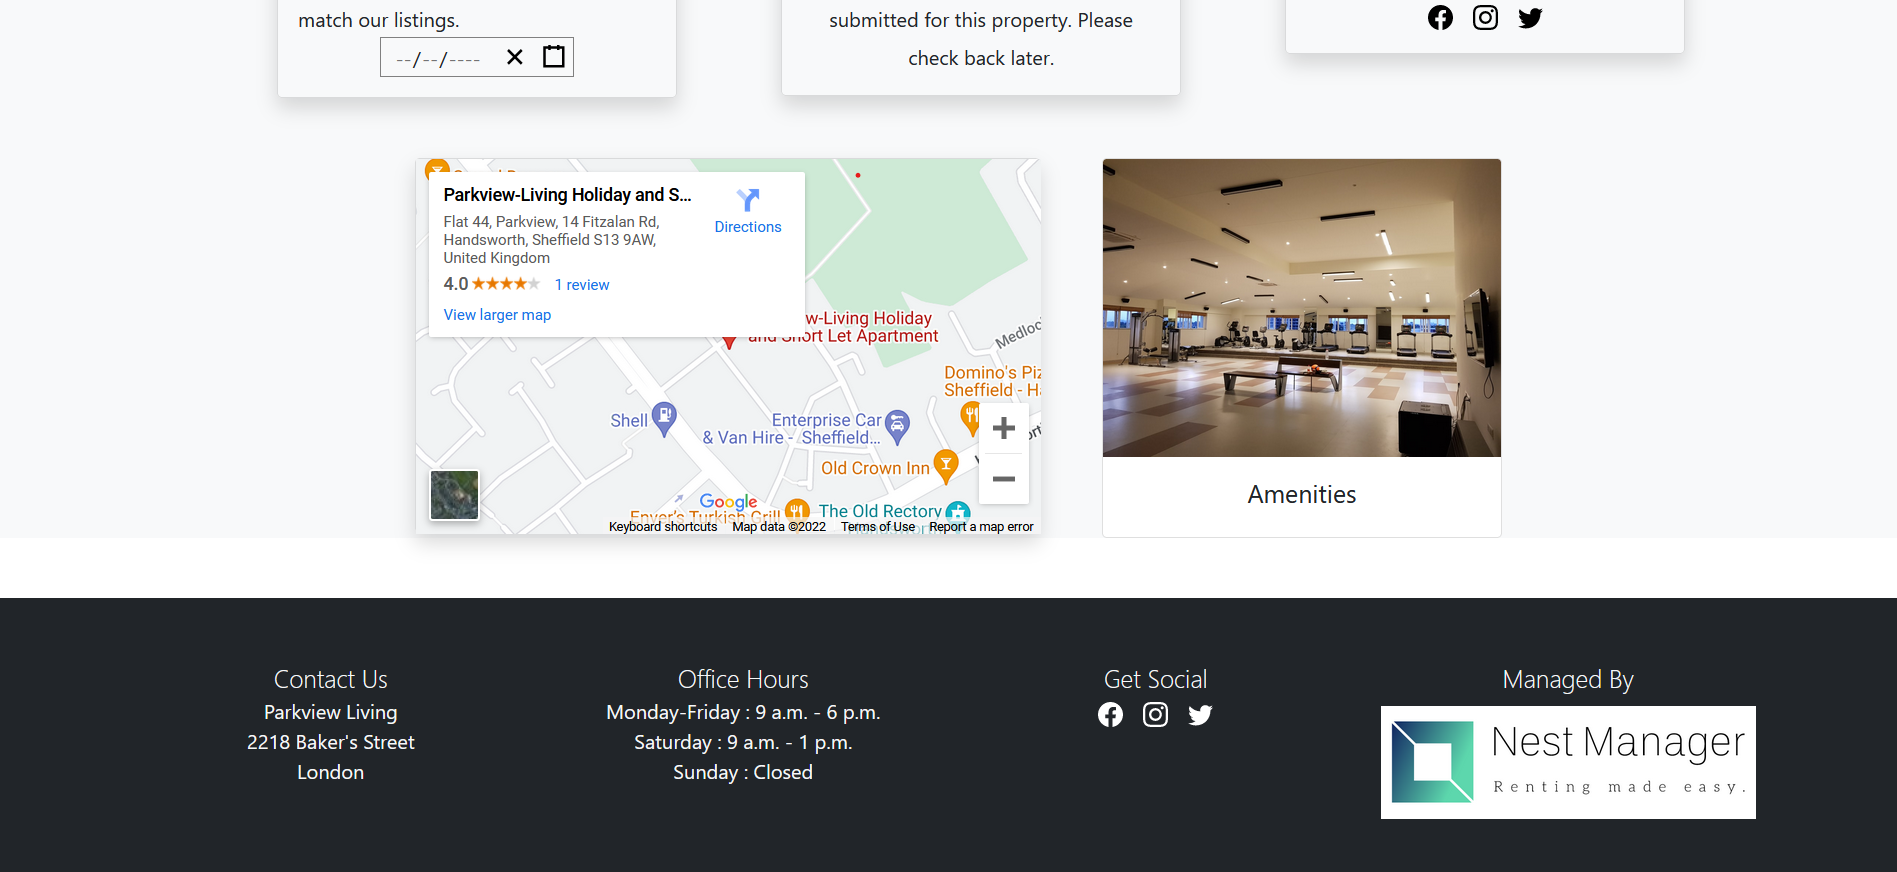 match our listings.
--/--/----
submitted for this property. Please
check back later.
Parkview-Living Holiday and S...
Flat 44, Parkview, 14 Fitzalan Rd,
Handsworth, Sheffield S13 9AW,
United Kingdom
4.0
1 review
View larger map
Directions
w-Living Holiday
and Short Let Apartment
Medloc
Domino's Piz
Sheffield - Ha
Shell
Enterprise Car
& Van Hire - Sheffield...
Old Crown Inn
Google
Enver's Turkish Grill
The Old Rectory
Handsworth
Keyboard shortcuts
Map data ©2022
Terms of Use
Report a map error
Amenities
Contact Us
Parkview Living
2218 Baker's Street
London
Office Hours
Monday-Friday : 9 a.m. - 6 p.m.
Saturday : 9 a.m. - 1 p.m.
Sunday : Closed
Get Social
Managed By
Nest Manager
Renting made easy.